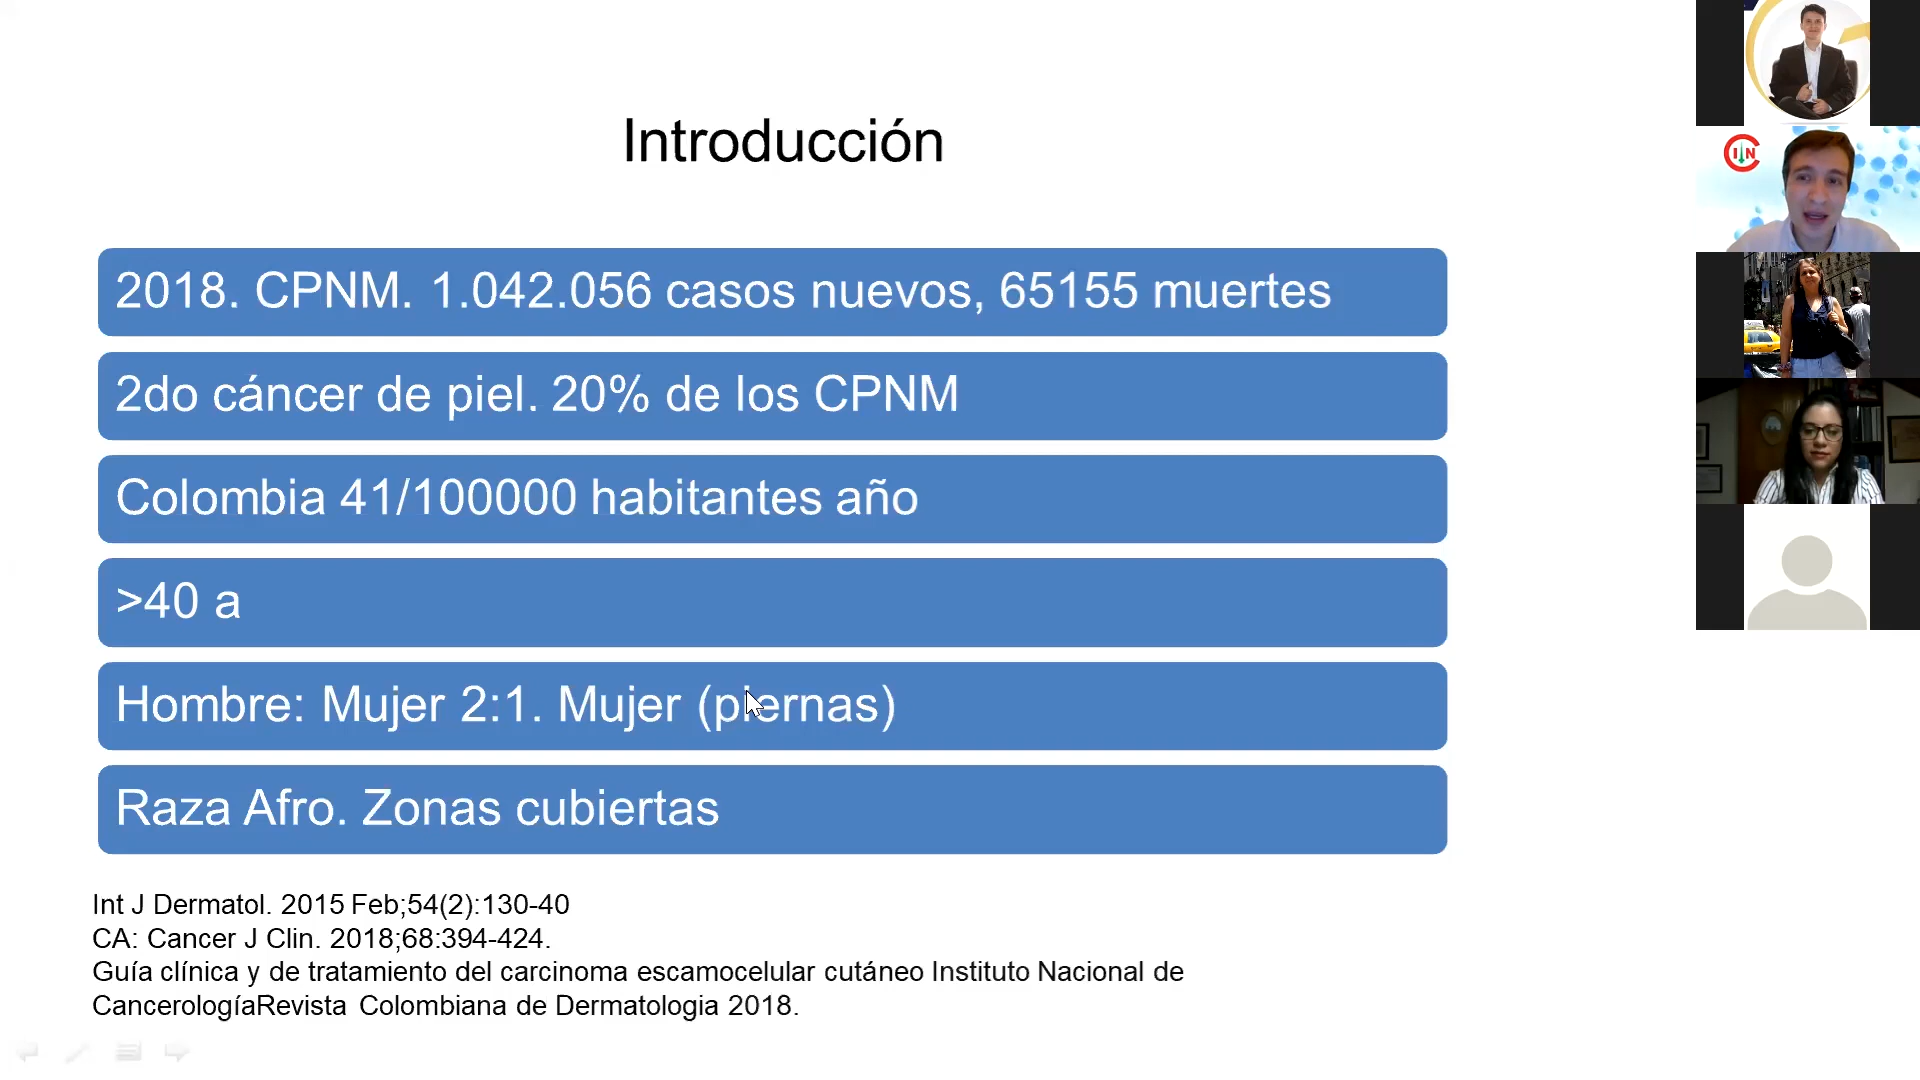 Introducción
2018. CPNM. 1.042.056 casos nuevos, 65155 muertes
2do cáncer de piel. 20% de los CPNM
Colombia 41/100000 habitantes año
>40 a
Hombre: Mujer 2:1. Mujer (piernas)
Raza Afro. Zonas cubiertas
Int J Dermatol. 2015 Feb;54(2):130-40
CA: Cancer J Clin. 2018;68:394-424.
Guía clínica y de tratamiento del carcinoma escamocelular cutáneo Instituto Nacional de
CancerologíaRevista Colombiana de Dermatologia 2018.